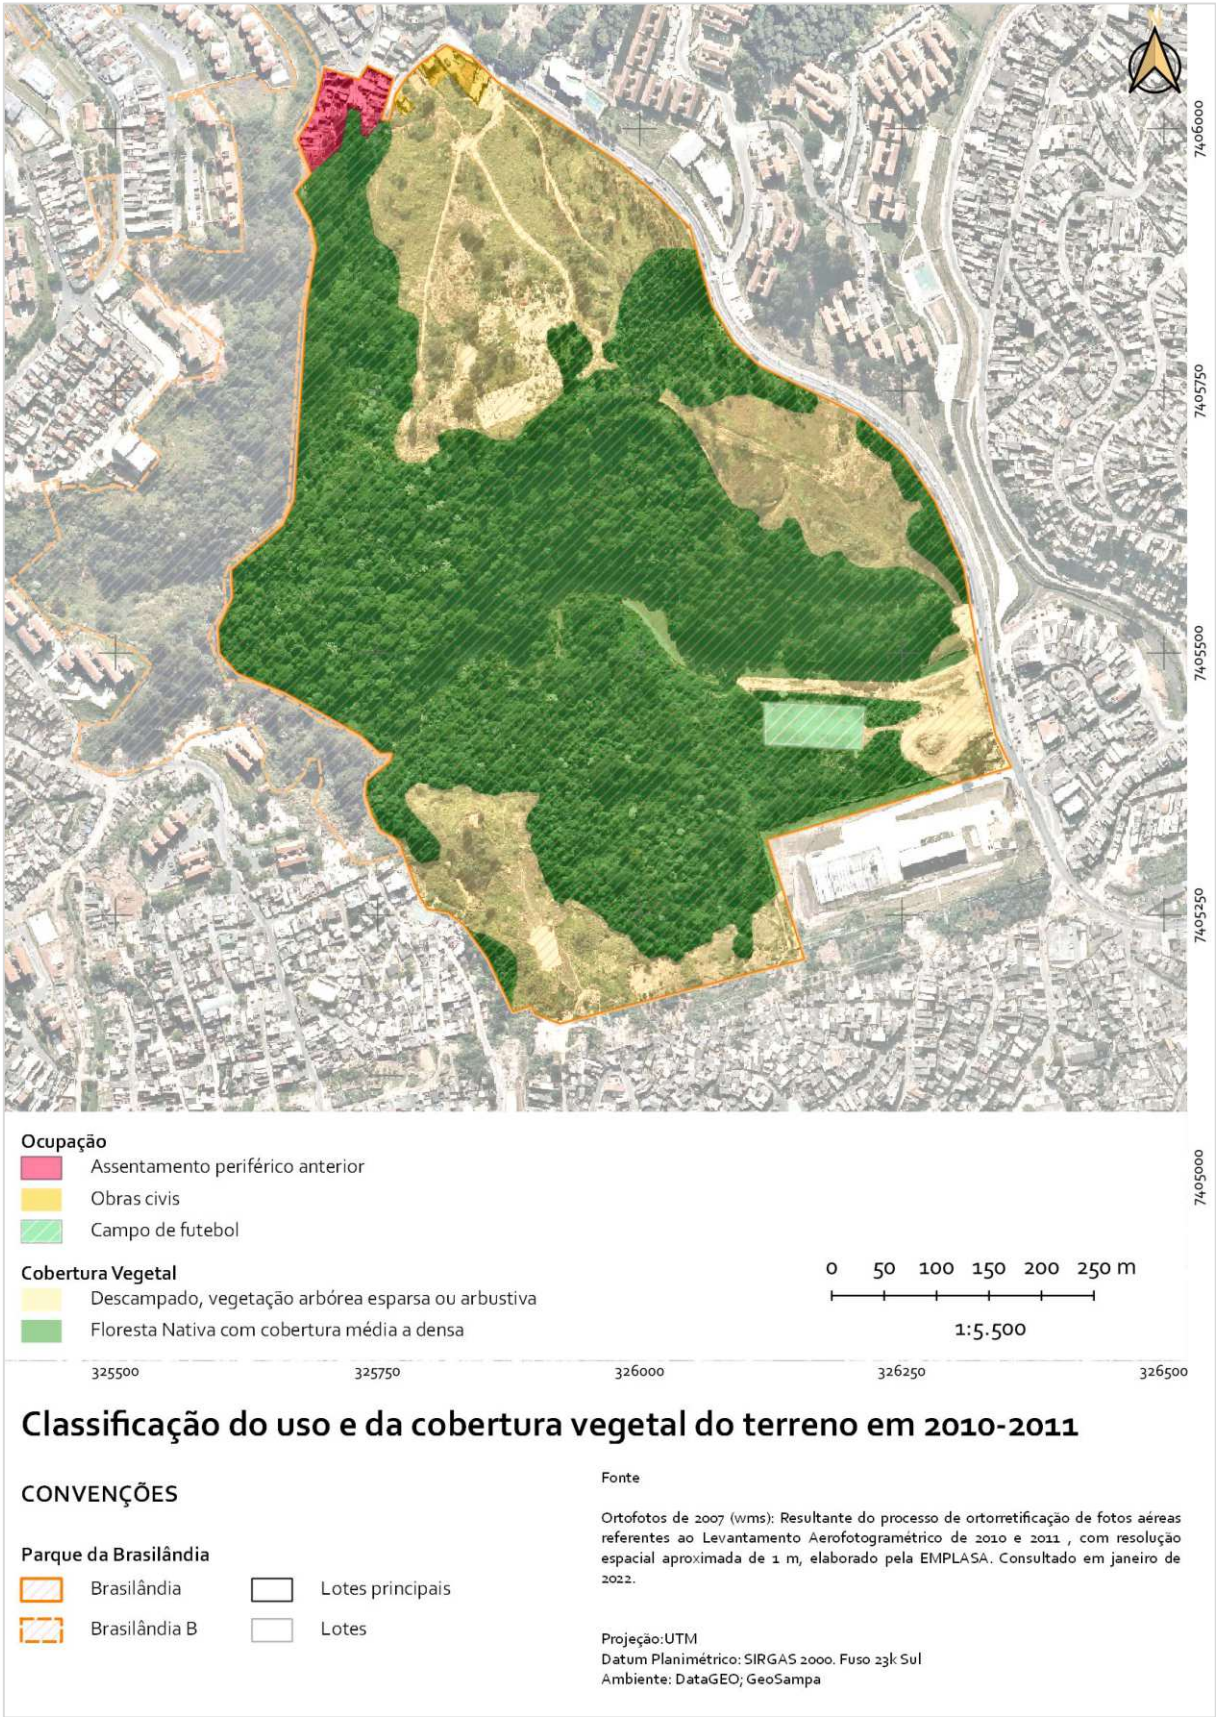 N
7406000
7405750
7405500
7405250
7405000
Ocupação
Assentamento periférico anterior
Obras civis
Campo de futebol
Cobertura Vegetal
Descampado, vegetação arbórea esparsa ou arbustiva
Floresta Nativa com cobertura média a densa
0 50 100 150 200 250 m
1:5.500
325500 325750 326000 326250 326500
Classificação do uso e da cobertura vegetal do terreno em 2010-2011
CONVENÇÕES
Parque da Brasilândia
Brasilândia Lotes principais
Brasilândia B Lotes
Fonte
Ortofotos de 2007 (wms): Resultante do processo de ortorretificação de fotos aéreas
referentes ao Levantamento Aerofotogramétrico de 2010 e 2011 , com resolução
espacial aproximada de 1 m, elaborado pela EMPLASA. Consultado em janeiro de
2022.
Projeção:UTM
Datum Planimétrico: SIRGAS 2000. Fuso 23k Sul
Ambiente: DataGEO; GeoSampa